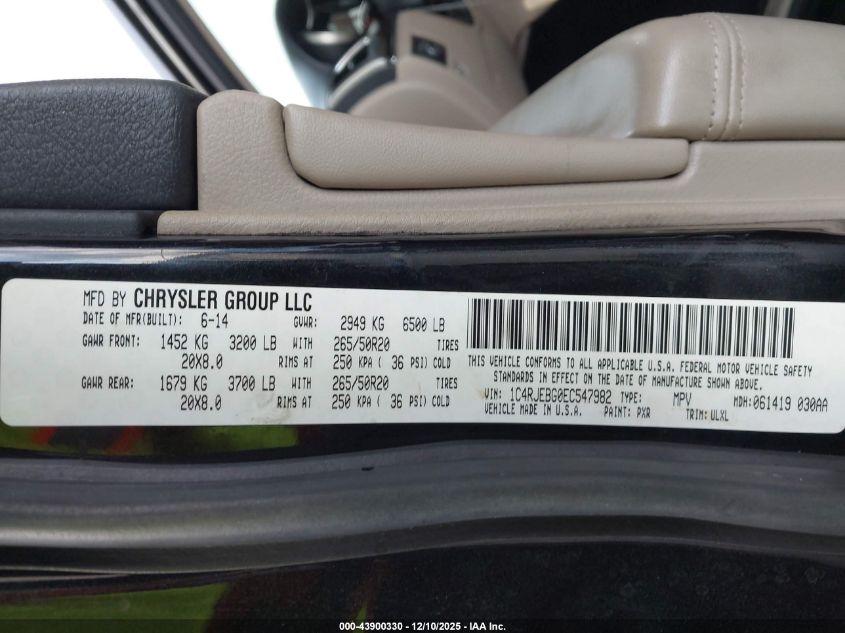 MFD BY CHRYSLER GROUP LLC
DATE OF MFR(BUILT): 6-14 GVWR: 2949 KG 6500 LB
GAWR FRONT: 1452 KG 3200 LB WITH 265/50R20 TIRES
20X8.0 RIMS AT 250 KPA ( 36 PSI) COLD
GAWR REAR: 1679 KG 3700 LB WITH 265/50R20 TIRES
20X8.0 RIMS AT 250 KPA ( 36 PSI) COLD
THIS VEHICLE CONFORMS TO ALL APPLICABLE U.S.A. FEDERAL MOTOR VEHICLE SAFETY
STANDARDS IN EFFECT ON THE DATE OF MANUFACTURE SHOWN ABOVE.
VIN: 1C4RJEBG0EC547982 TYPE: MPV MDH: 061419 030AA
VEHICLE MADE IN U.S.A. PAINT: PXR TRIM: ULXL
000-43900330 - 12/10/2025 - IAA Inc.